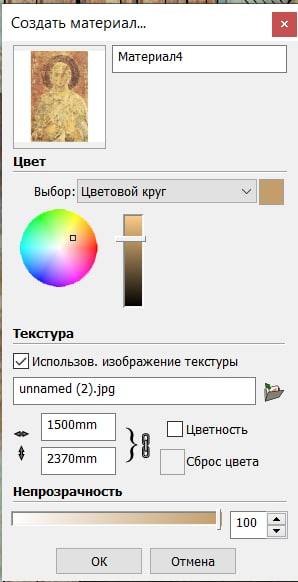 Создать материал...
Материал4
Цвет
Выбор: Цветовой круг
Текстура
Использов. изображение текстуры
unnamed (2).jpg
1500mm
Цветность
2370mm
Сброс цвета
Непрозрачность
100
ОК Отмена